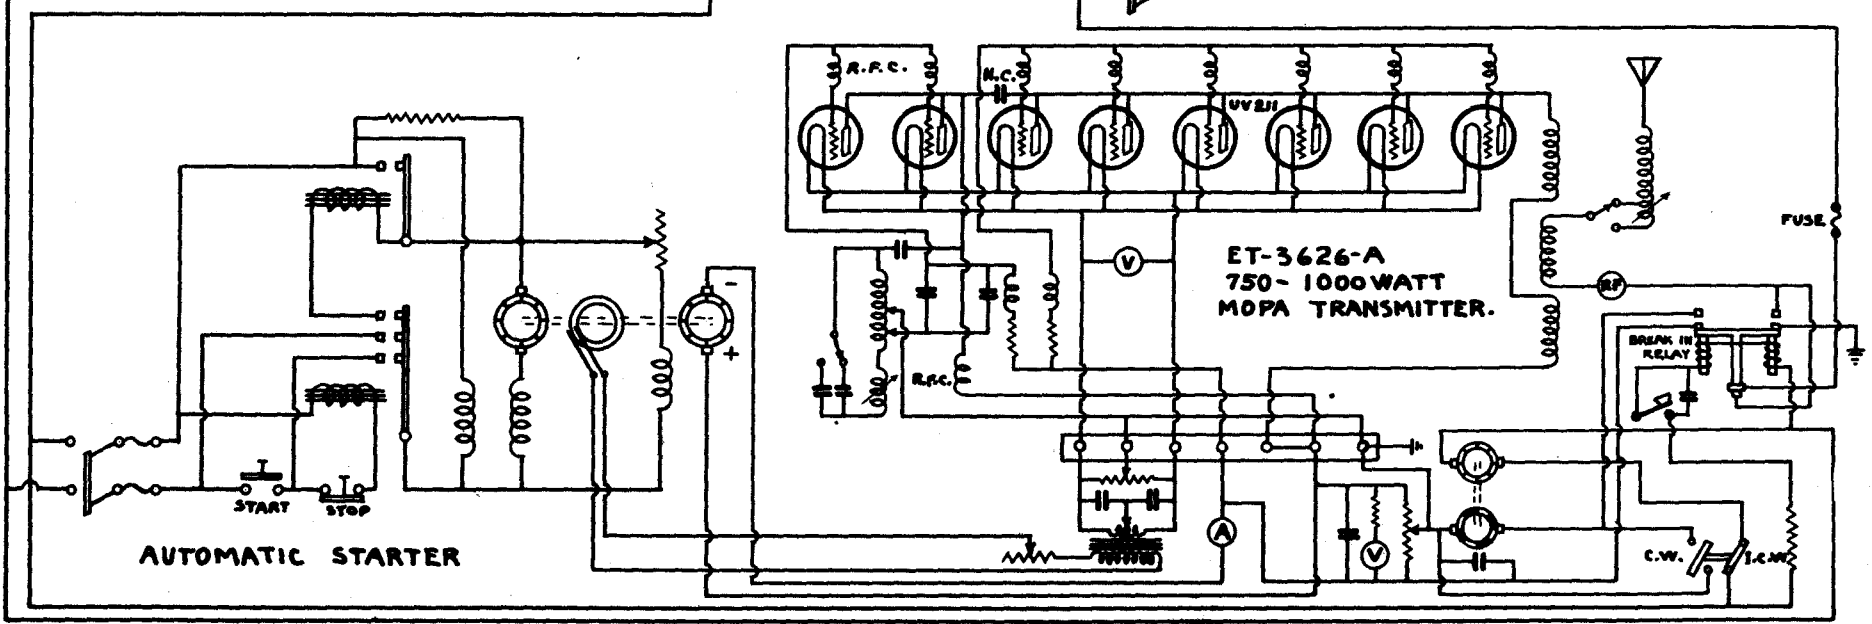 R.F.C.
N.C.
UV211
FUSE
ET-3626-A
750-1000 WATT
MOPA TRANSMITTER.
V
RF
-
+
BREAK IN
RELAY
R.F.C.
START
STOP
A
V
C.W.
I.C.W.
AUTOMATIC STARTER